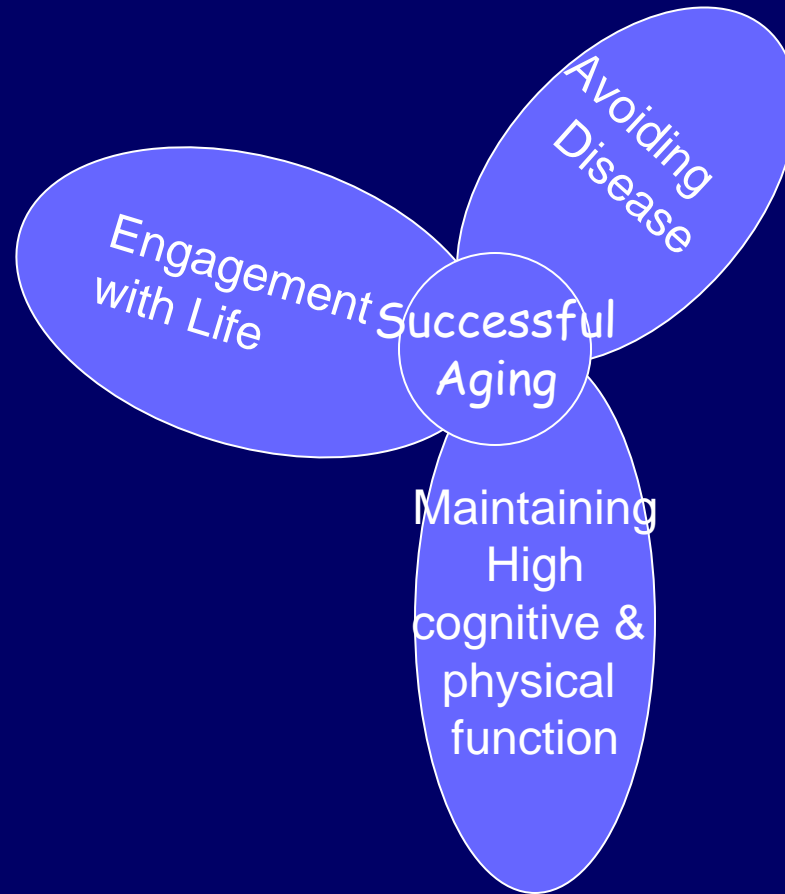 Avoiding
Disease
Engagement
with Life
Successful
Aging
Maintaining
High
cognitive &
physical
function